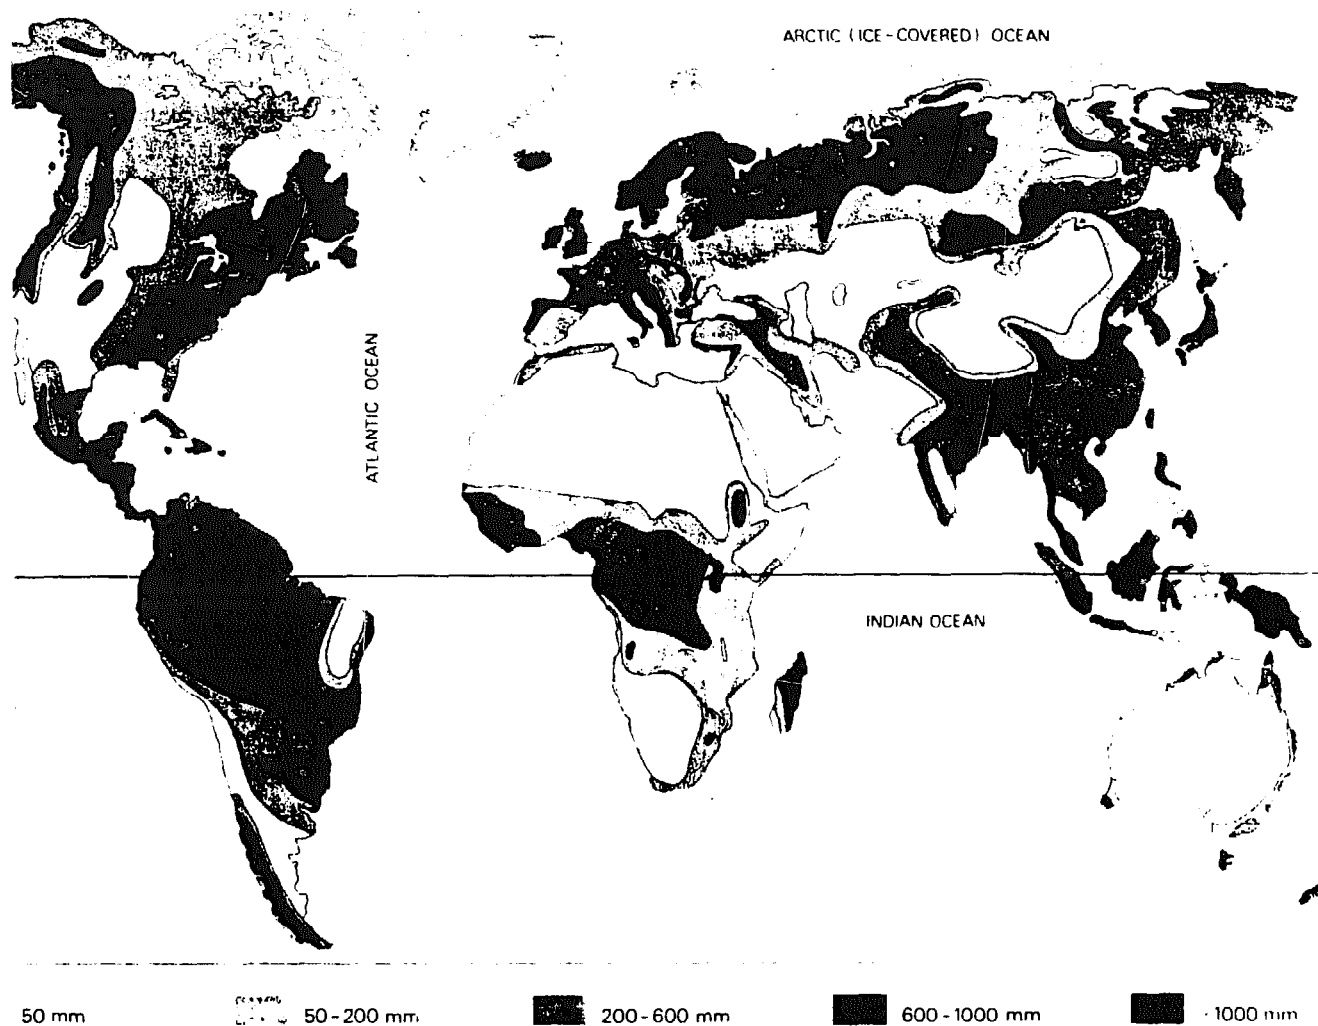 ARCTIC (ICE-COVERED) OCEAN
ATLANTIC OCEAN
INDIAN OCEAN
50 mm
50-200 mm
200-600 mm
600-1000 mm
1000 mm